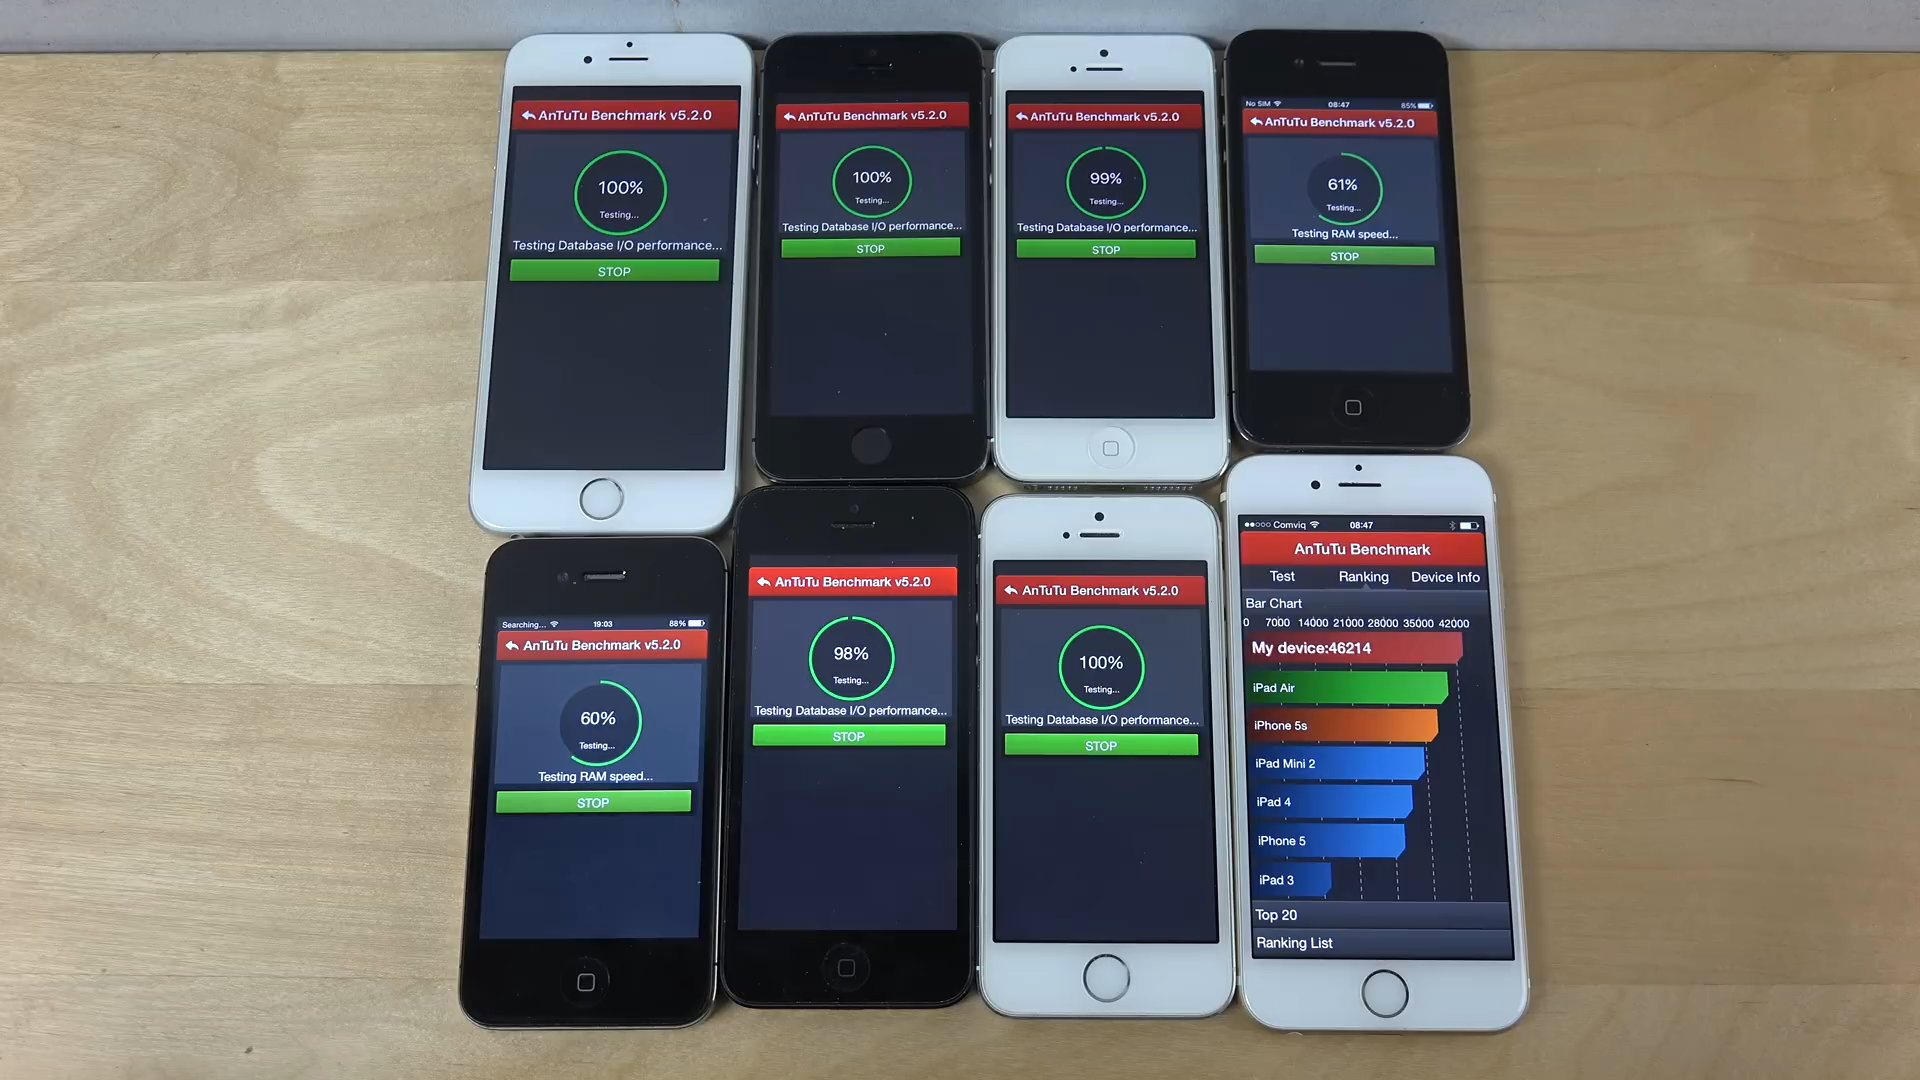 AnTuTu Benchmark v5.2.0
100%
Testing...
Testing Database I/O performance...
STOP
AnTuTu Benchmark v5.2.0
100%
Testing...
Testing Database I/O performance...
STOP
AnTuTu Benchmark v5.2.0
99%
Testing...
Testing Database I/O performance...
STOP
No SIM 08:47 85%
AnTuTu Benchmark v5.2.0
61%
Testing...
Testing RAM speed...
STOP
Searching... 19:03 88%
AnTuTu Benchmark v5.2.0
60%
Testing...
Testing RAM speed...
STOP
AnTuTu Benchmark v5.2.0
98%
Testing...
Testing Database I/O performance...
STOP
AnTuTu Benchmark v5.2.0
100%
Testing...
Testing Database I/O performance...
STOP
Comviq 08:47
AnTuTu Benchmark
Test Ranking Device Info
Bar Chart
0 7000 14000 21000 28000 35000 42000
My device:46214
iPad Air
iPhone 5s
iPad Mini 2
iPad 4
iPhone 5
iPad 3
Top 20
Ranking List